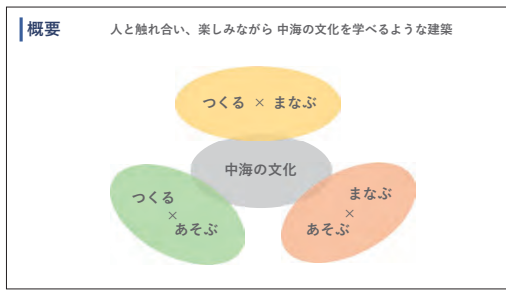 概要
人と触れ合い、楽しみながら 中海の文化を学べるような建築
つくる × まなぶ
中海の文化
つくる
×
あそぶ
まなぶ
×
あそぶ